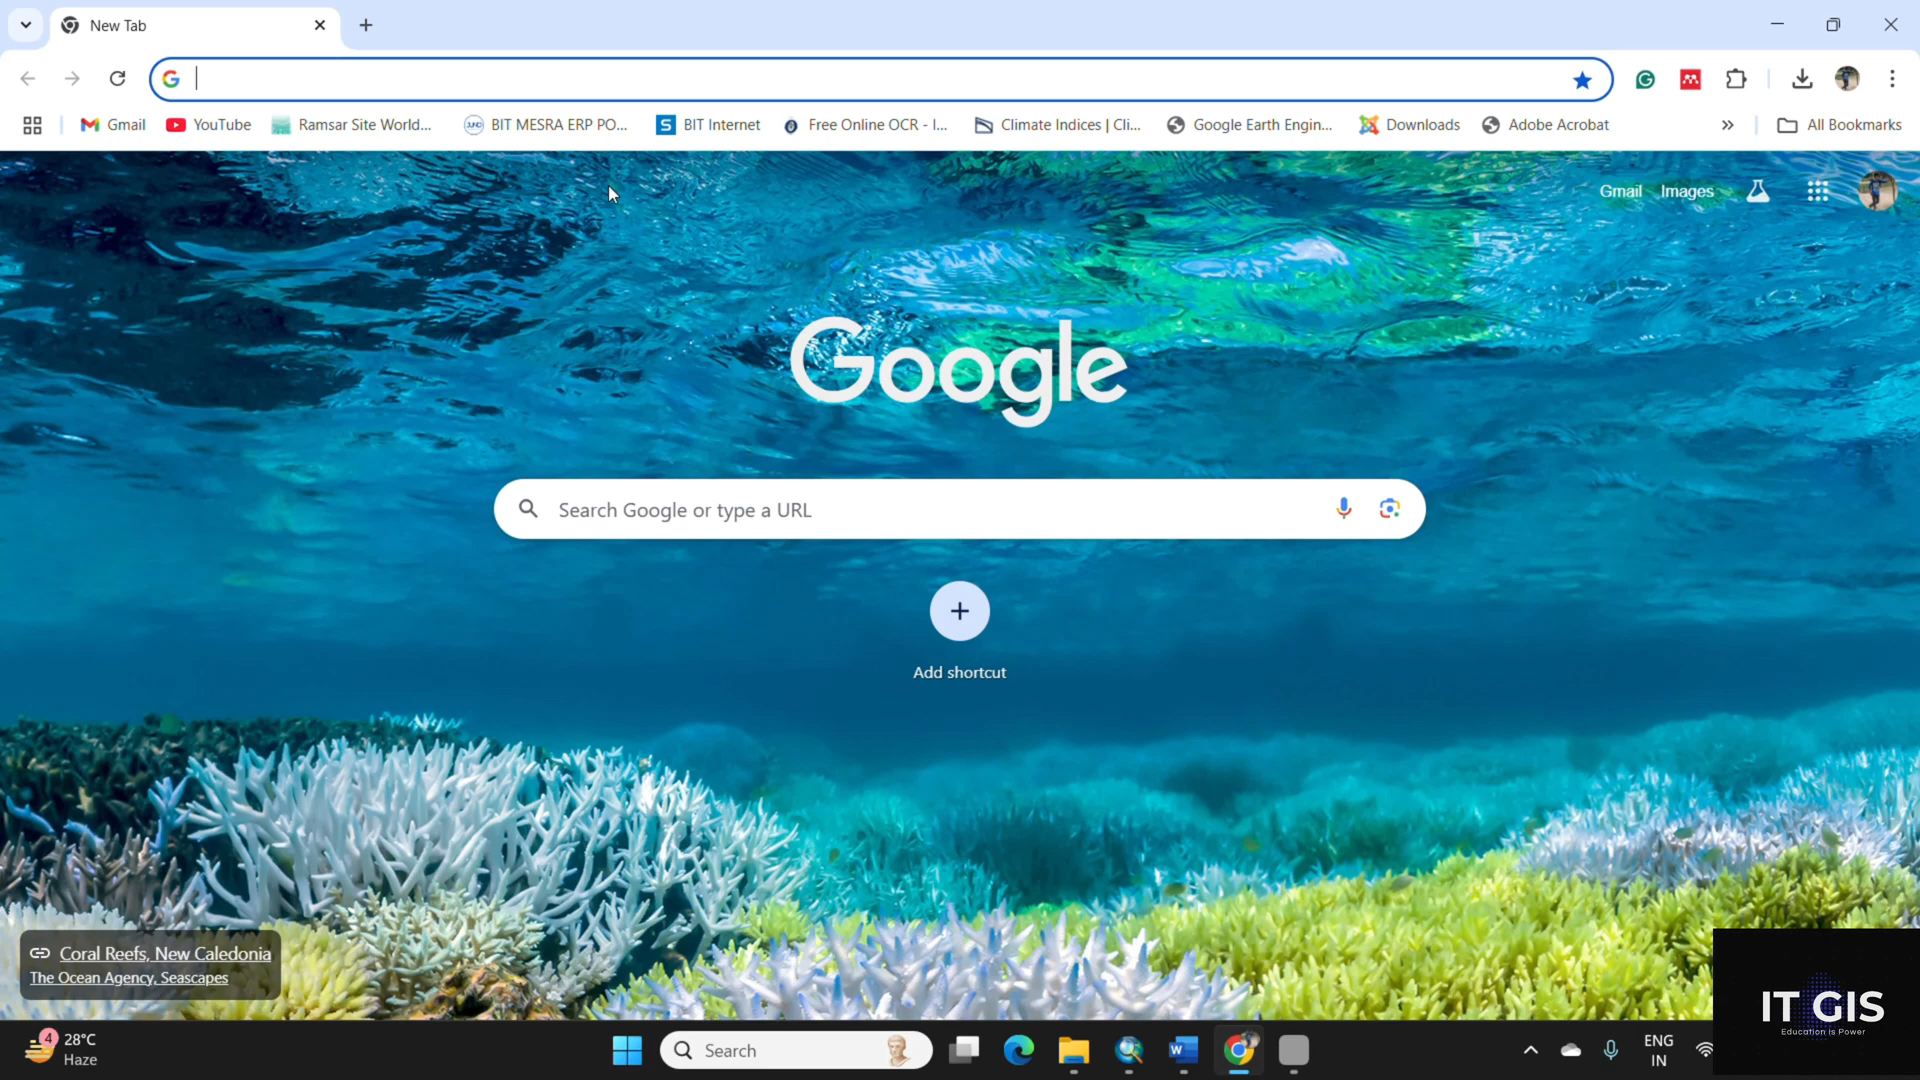 New Tab
Gmail
YouTube
Ramsar Site World...
BIT MESRA ERP PO...
BIT Internet
Free Online OCR - I...
Climate Indices | Cli...
Google Earth Engin...
Downloads
Adobe Acrobat
All Bookmarks
Gmail Images
Google
Search Google or type a URL
Add shortcut
Coral Reefs, New Caledonia
The Ocean Agency, Seascapes
IT GIS
Education is Power
4
28°C
Haze
Search
ENG
IN